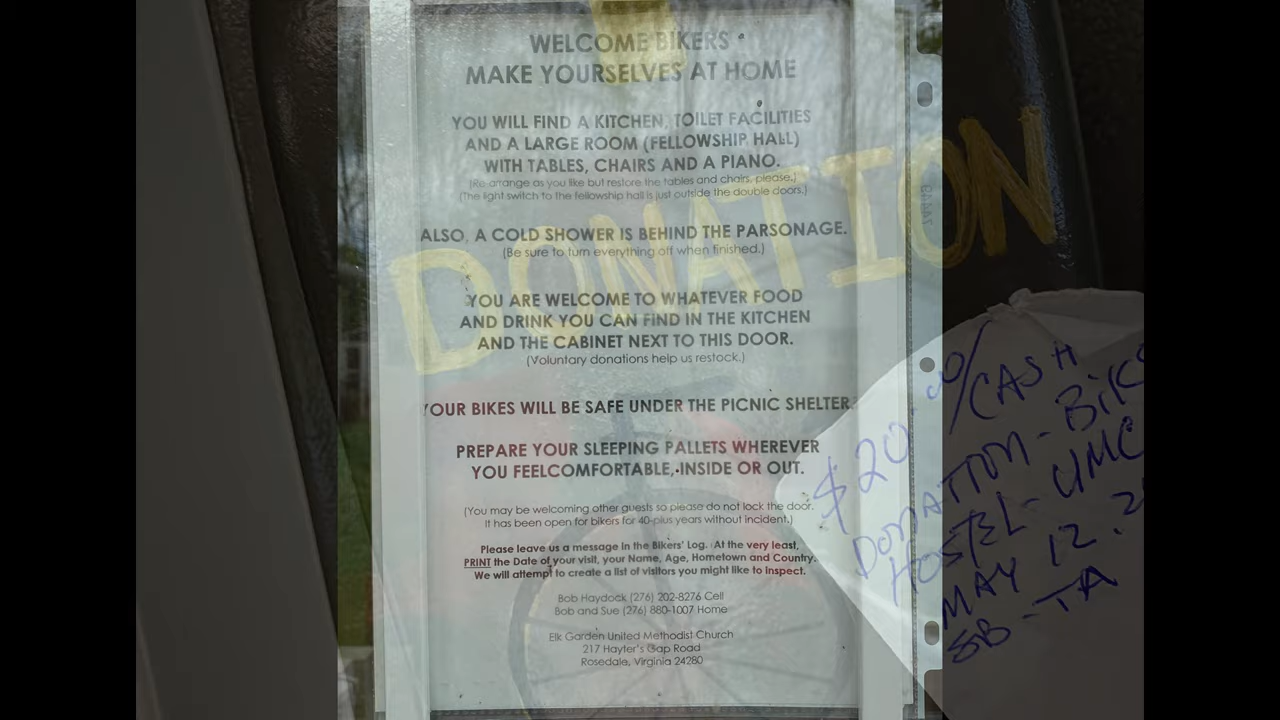 WELCOME BIKERS
MAKE YOURSELVES AT HOME
YOU WILL FIND A KITCHEN, TOILET FACILITIES
AND A LARGE ROOM (FELLOWSHIP HALL)
WITH TABLES, CHAIRS AND A PIANO.
(Re arrange as you like but restore the tables and chairs, please.)
(The light switch to the fellowship hall is just outside the double doors.)
ALSO, A COLD SHOWER IS BEHIND THE PARSONAGE.
(Be sure to turn everything off when finished.)
YOU ARE WELCOME TO WHATEVER FOOD
AND DRINK YOU CAN FIND IN THE KITCHEN
AND THE CABINET NEXT TO THIS DOOR.
(Voluntary donations help us restock.)
YOUR BIKES WILL BE SAFE UNDER THE PICNIC SHELTER.
PREPARE YOUR SLEEPING PALLETS WHEREVER
YOU FEELCOMFORTABLE, INSIDE OR OUT.
(You may be welcoming other guests so please do not lock the door.
It has been open for bikers for 40-plus years without incident.)
Please leave us a message in the Bikers' Log. At the very least,
PRINT the Date of your visit, your Name, Age, Hometown and Country.
We will attempt to create a list of visitors you might like to inspect.
Bob Haydock (276) 202-8276 Cell
Bob and Sue (276) 880-1007 Home
Elk Garden United Methodist Church
217 Hayter's Gap Road
Rosedale, Virginia 24280
DONATION
$20.00/CASH
DONATION-BIK
HOSTEL-UMC
MAY 12.2
SB-TA